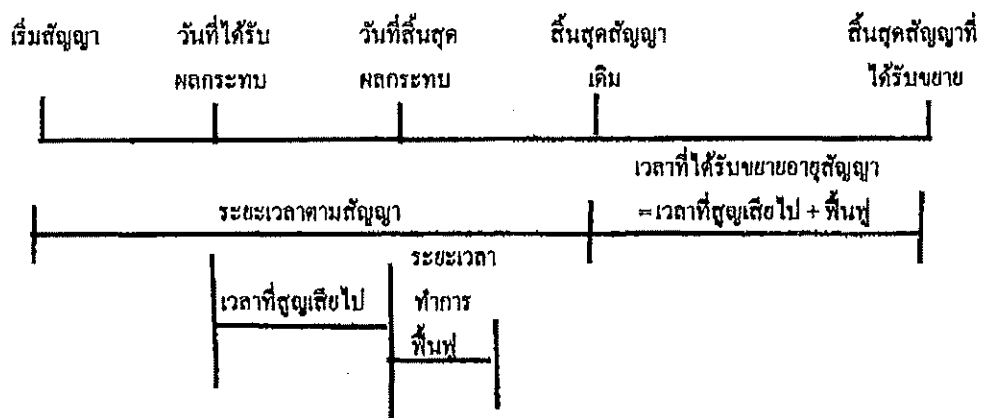 เริ่มสัญญา วันที่ได้รับ วันที่สิ้นสุด สิ้นสุดสัญญา สิ้นสุดสัญญาที่
ผลกระทบ ผลกระทบ เดิม ได้รับขยาย
เวลาที่ได้รับขยายอายุสัญญา
ระยะเวลาตามสัญญา =เวลาที่สูญเสียไป + ฟื้นฟู
ระยะเวลา
เวลาที่สูญเสียไป ทำการ
ฟื้นฟู